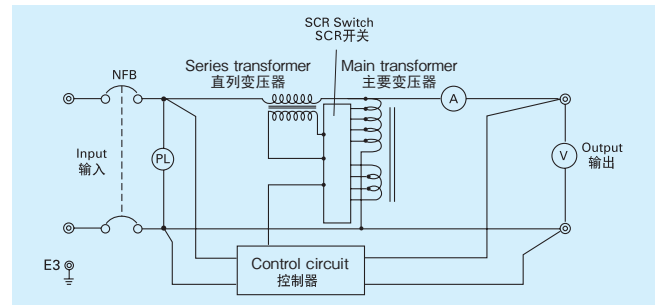 SCR Switch
SCR开关
NFB
Series transformer
直列变压器
Main transformer
主要变压器
A
Input
输入
PL
V
Output
输出
E3
Control circuit
控制器